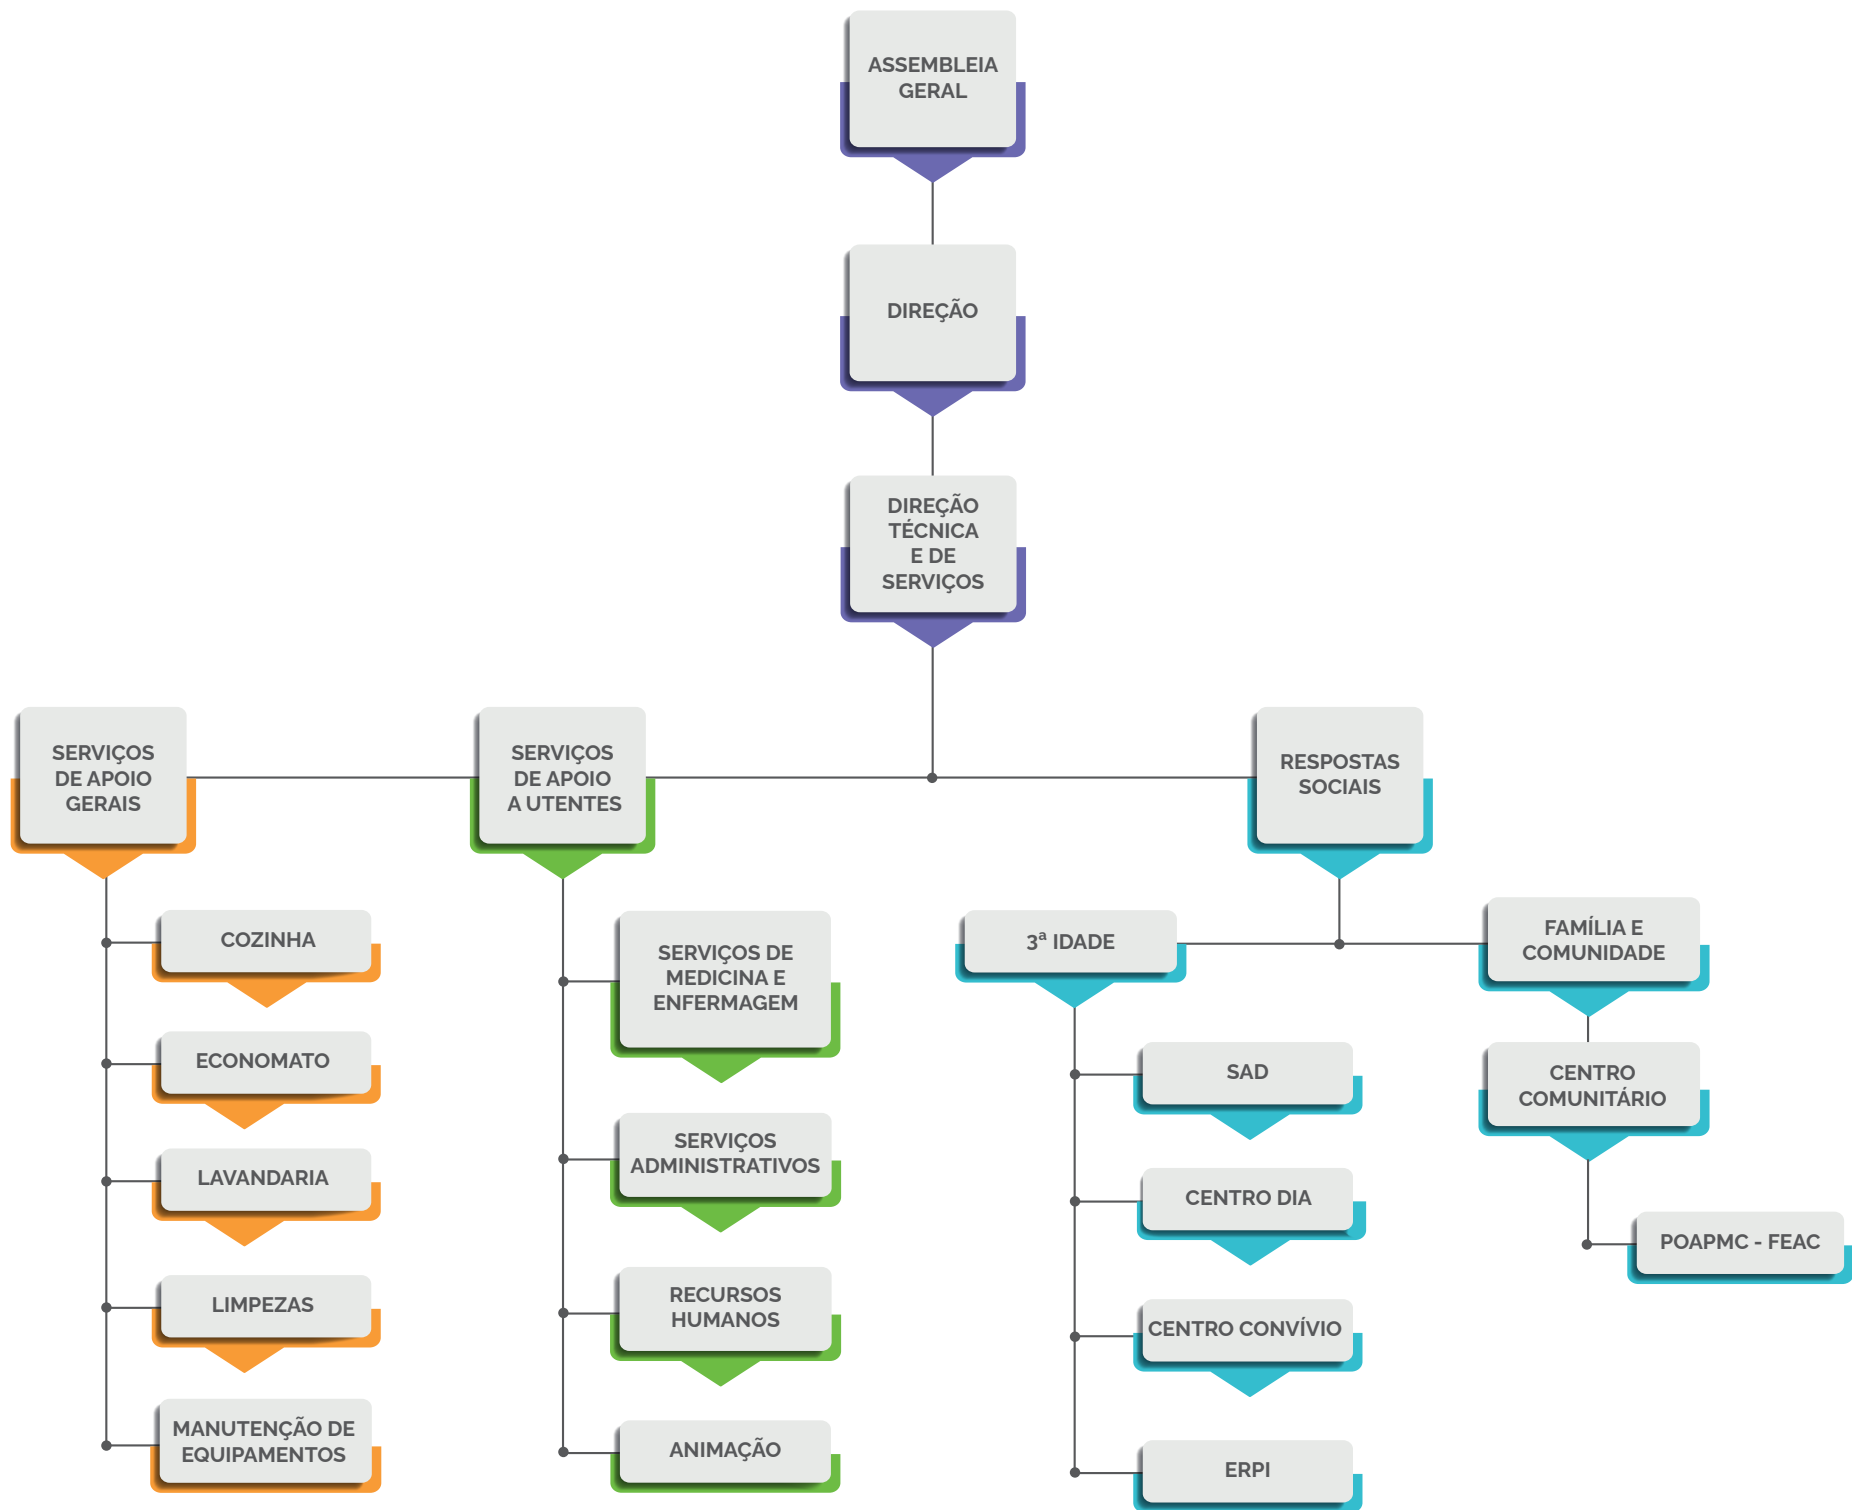 ASSEMBLEIA
GERAL
DIREÇÃO
DIREÇÃO
TÉCNICA
E DE
SERVIÇOS
SERVIÇOS
DE APOIO
GERAIS
SERVIÇOS
DE APOIO
A UTENTES
RESPOSTAS
SOCIAIS
COZINHA
ECONOMATO
LAVANDARIA
LIMPEZAS
MANUTENÇÃO DE
EQUIPAMENTOS
SERVIÇOS DE
MEDICINA E
ENFERMAGEM
SERVIÇOS
ADMINISTRATIVOS
RECURSOS
HUMANOS
ANIMAÇÃO
3ª IDADE
SAD
CENTRO DIA
CENTRO CONVÍVIO
ERPI
FAMÍLIA E
COMUNIDADE
CENTRO
COMUNITÁRIO
POAPMC - FEAC